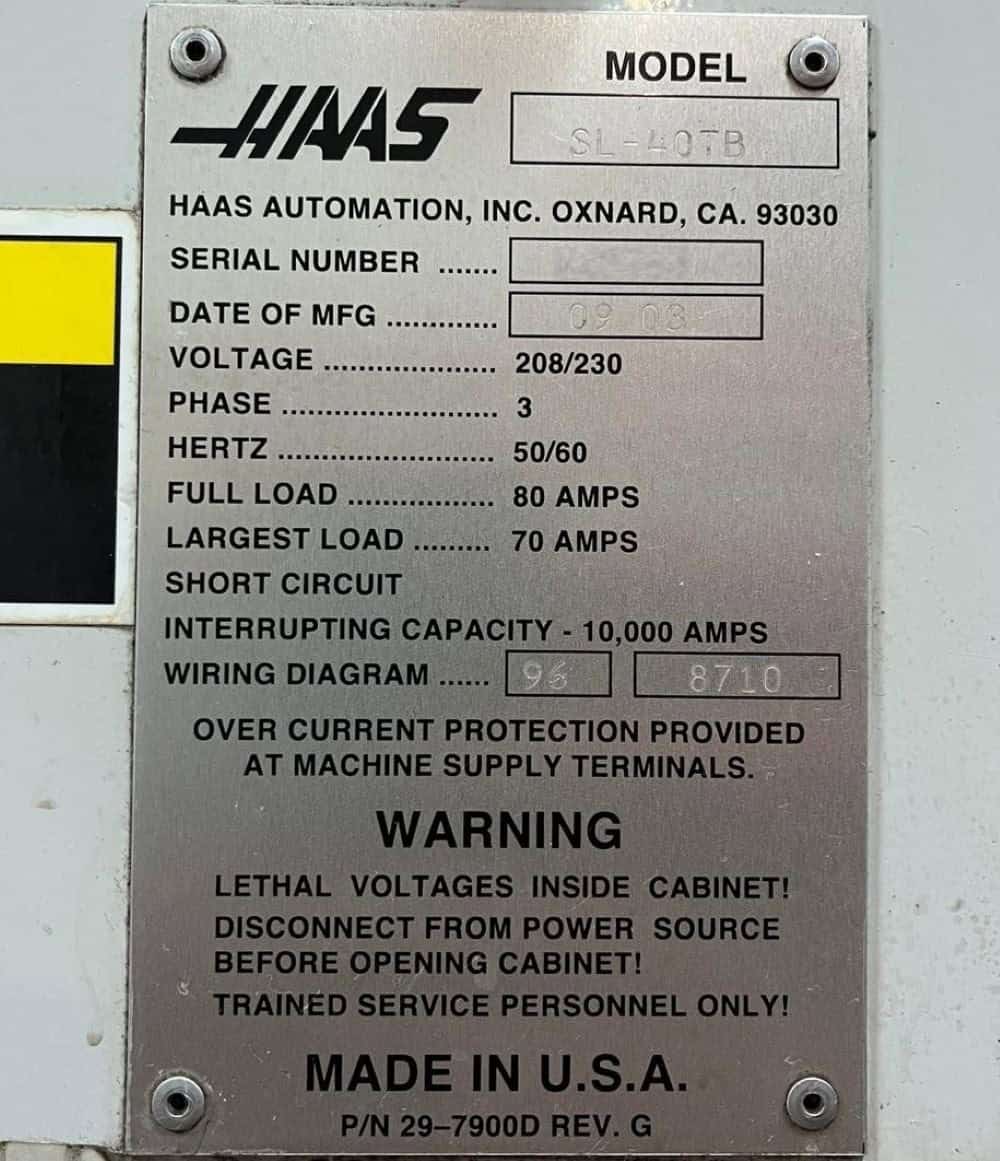 MODEL
HAAS
SL-40TB
HAAS AUTOMATION, INC. OXNARD, CA. 93030
SERIAL NUMBER .......
DATE OF MFG ............. 09 03
VOLTAGE .................... 208/230
PHASE ......................... 3
HERTZ ......................... 50/60
FULL LOAD ................. 80 AMPS
LARGEST LOAD ......... 70 AMPS
SHORT CIRCUIT
INTERRUPTING CAPACITY - 10,000 AMPS
WIRING DIAGRAM ...... 96 8710
OVER CURRENT PROTECTION PROVIDED
AT MACHINE SUPPLY TERMINALS.
WARNING
LETHAL VOLTAGES INSIDE CABINET!
DISCONNECT FROM POWER SOURCE
BEFORE OPENING CABINET!
TRAINED SERVICE PERSONNEL ONLY!
MADE IN U.S.A.
P/N 29–7900D REV. G